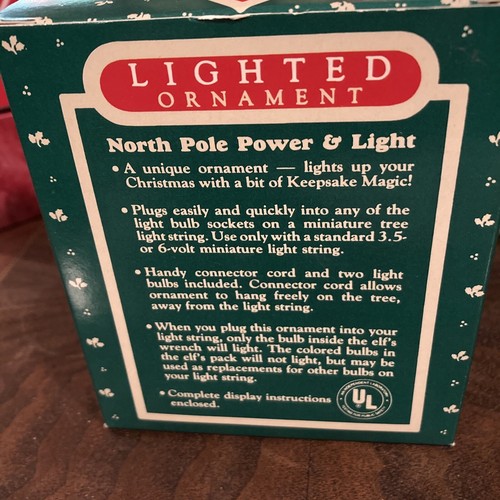 LIGHTED
ORNAMENT
North Pole Power & Light
• A unique ornament — lights up your
Christmas with a bit of Keepsake Magic!
• Plugs easily and quickly into any of the
light bulb sockets on a miniature tree
light string. Use only with a standard 3.5-
or 6-volt miniature light string.
• Handy connector cord and two light
bulbs included. Connector cord allows
ornament to hang freely on the tree,
away from the light string.
• When you plug this ornament into your
light string, only the bulb inside the elf's
wrench will light. The colored bulbs in
the elf's pack will not light, but may be
used as replacements for other bulbs on
your light string.
• Complete display instructions
enclosed.
UL